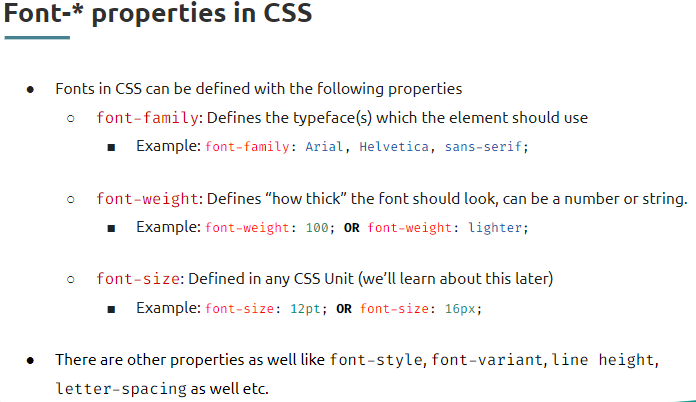 Font-* properties in CSS
● Fonts in CSS can be defined with the following properties
○ font-family: Defines the typeface(s) which the element should use
■ Example: font-family: Arial, Helvetica, sans-serif;
○ font-weight: Defines “how thick” the font should look, can be a number or string.
■ Example: font-weight: 100; OR font-weight: lighter;
○ font-size: Defined in any CSS Unit (we’ll learn about this later)
■ Example: font-size: 12pt; OR font-size: 16px;
● There are other properties as well like font-style, font-variant, line height,
letter-spacing as well etc.